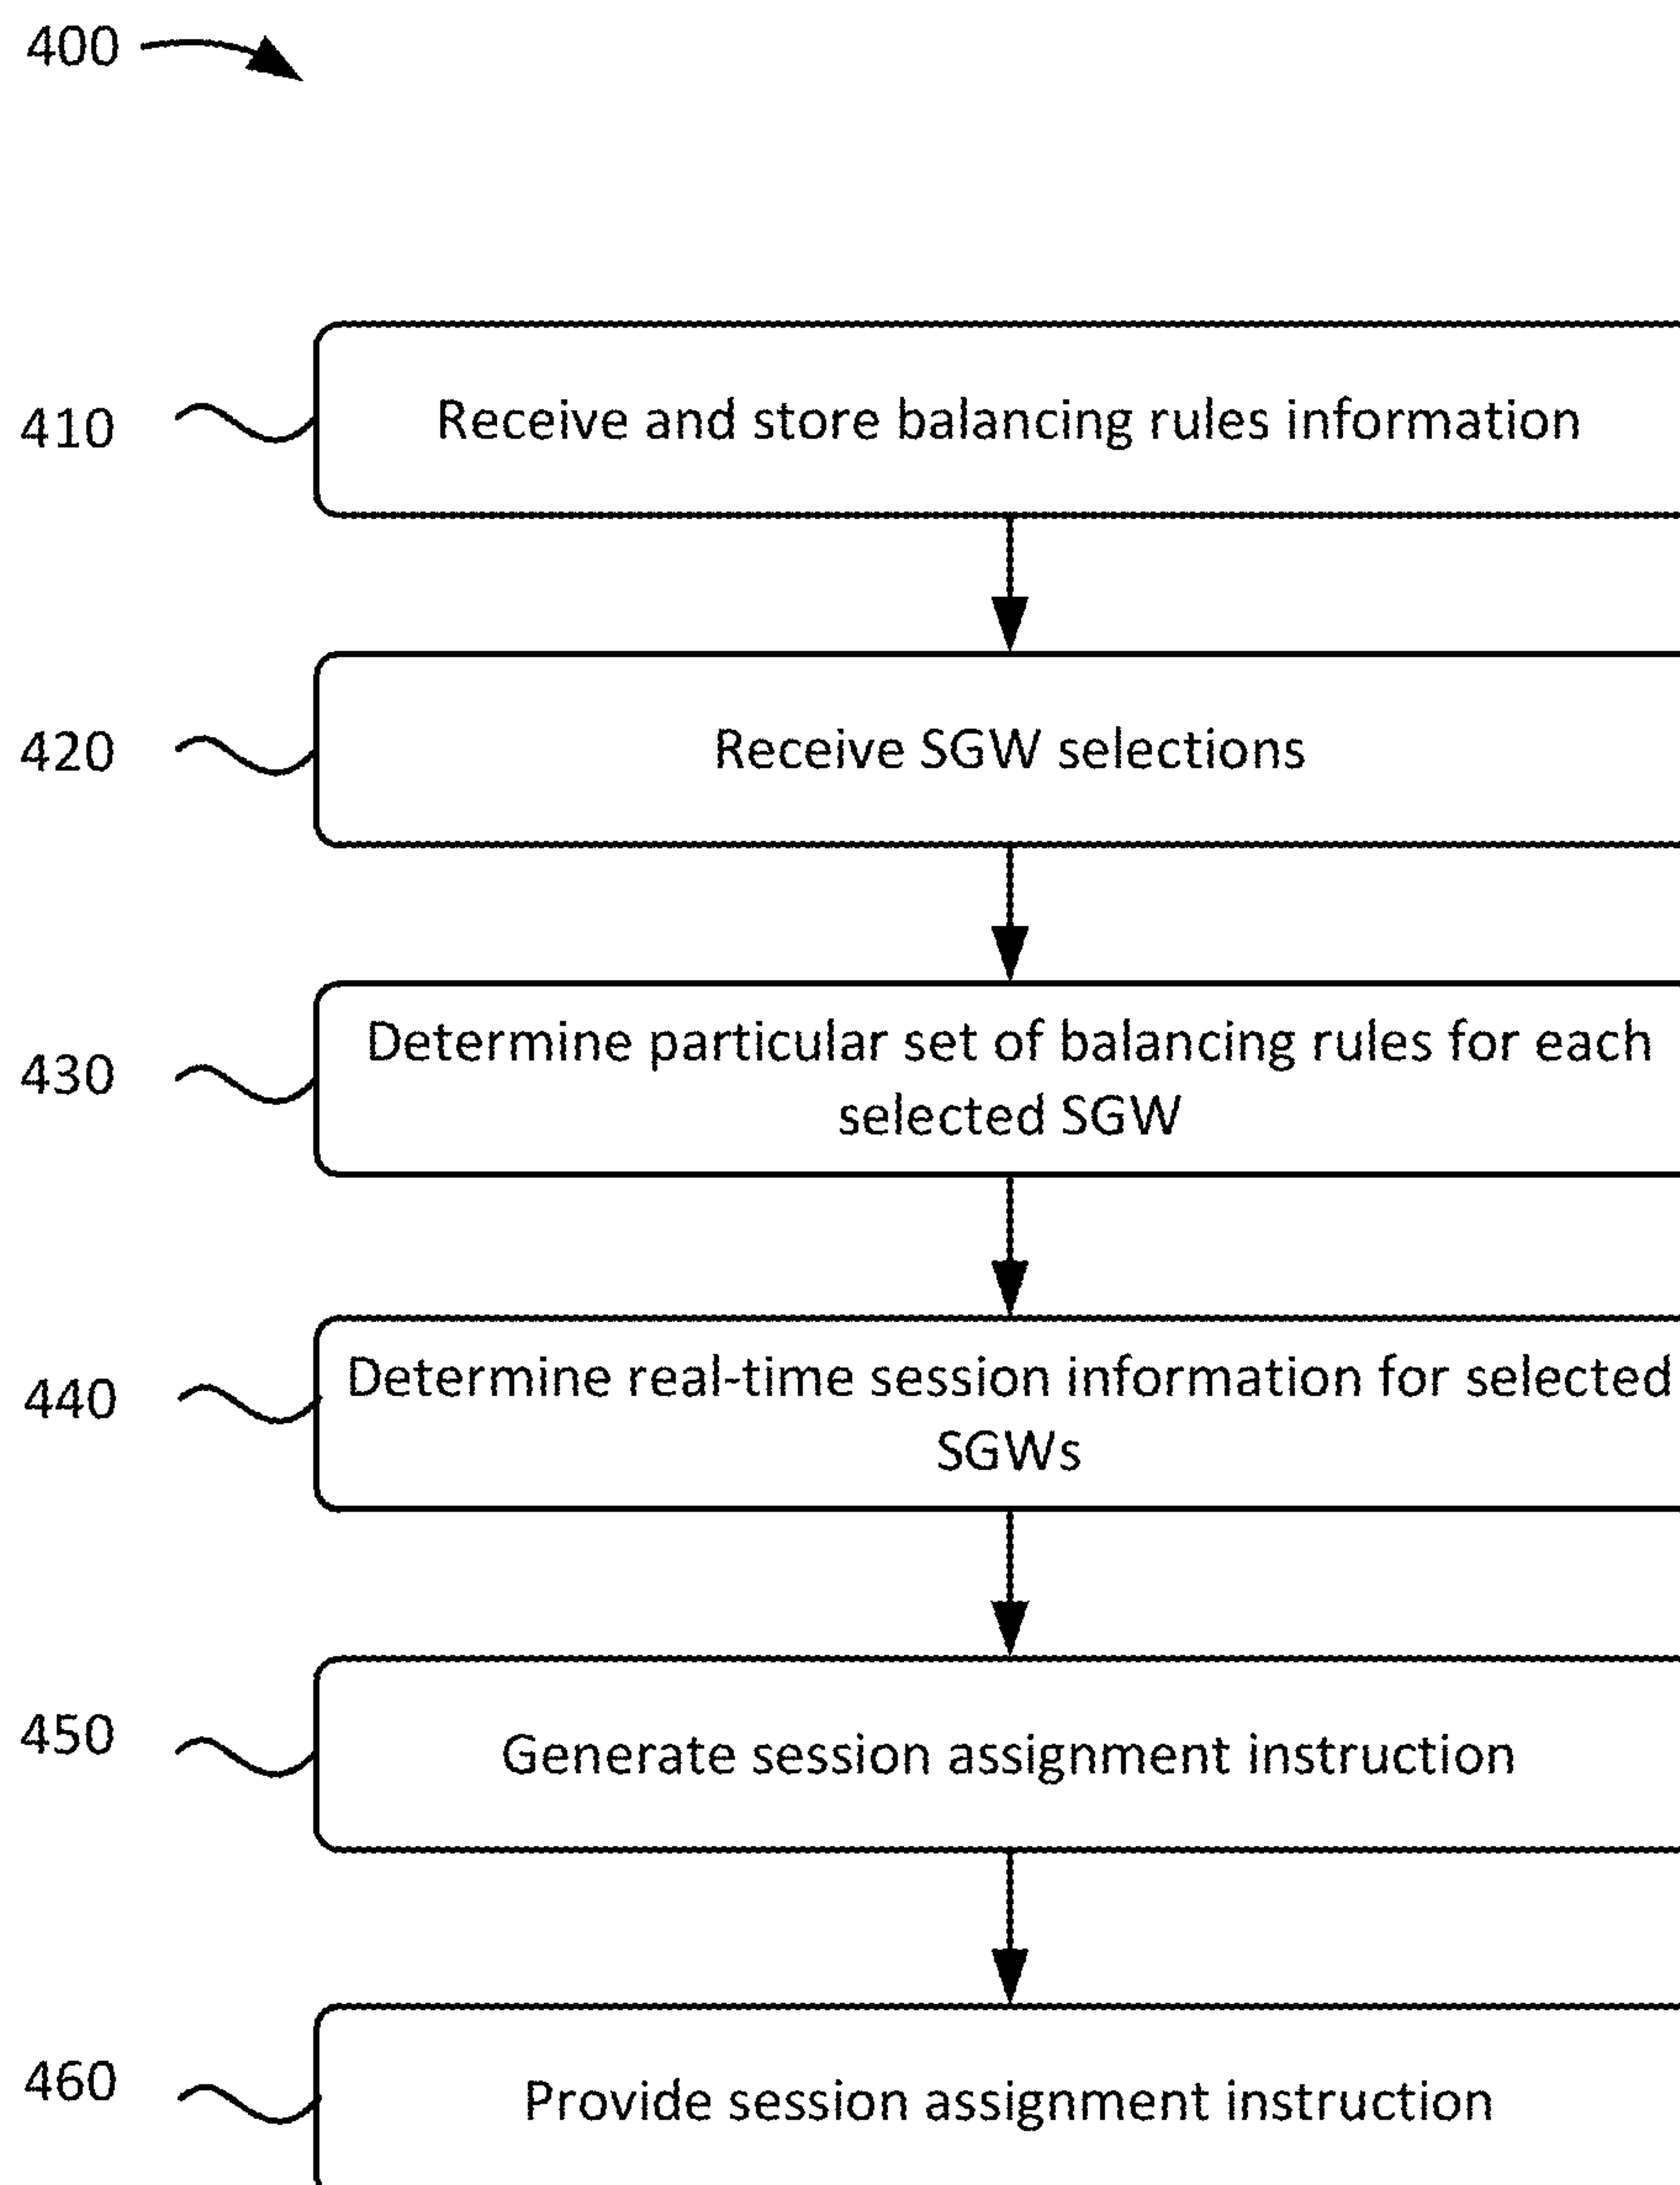 400
410
Receive and store balancing rules information
420
Receive SGW selections
430
Determine particular set of balancing rules for each
selected SGW
440
Determine real-time session information for selected
SGWs
450
Generate session assignment instruction
460
Provide session assignment instruction